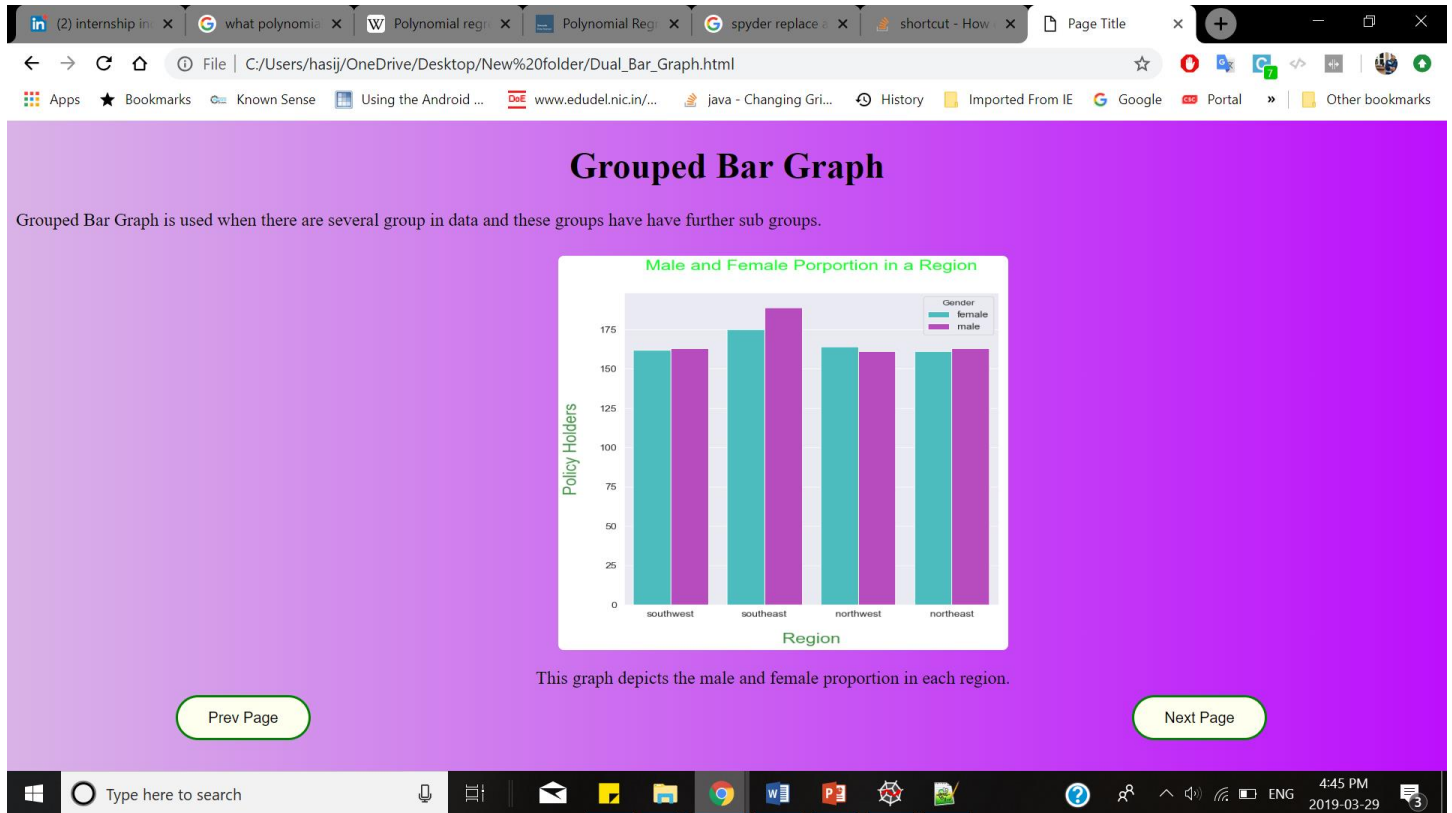 (2) internship in
what polynomia
Polynomial regr
Polynomial Regr
spyder replace a
shortcut - How
Page Title
File | C:/Users/hasij/OneDrive/Desktop/New%20folder/Dual_Bar_Graph.html
7
Apps Bookmarks Known Sense Using the Android ... DoE www.edudel.nic.in/... java - Changing Gri... History Imported From IE Google CSC Portal » Other bookmarks
Grouped Bar Graph
Grouped Bar Graph is used when there are several group in data and these groups have have further sub groups.
Male and Female Porportion in a Region
Gender
female
male
175
150
125
100
75
50
25
0
Policy Holders
southwest southeast northwest northeast
Region
This graph depicts the male and female proportion in each region.
Prev Page Next Page
Type here to search
ENG
4:45 PM
2019-03-29
3